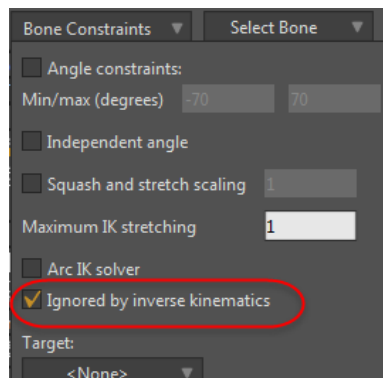 Bone Constraints Select Bone
Angle constraints:
Min/max (degrees) -70 70
Independent angle
Squash and stretch scaling 1
Maximum IK stretching 1
Arc IK solver
Ignored by inverse kinematics
Target:
<None>